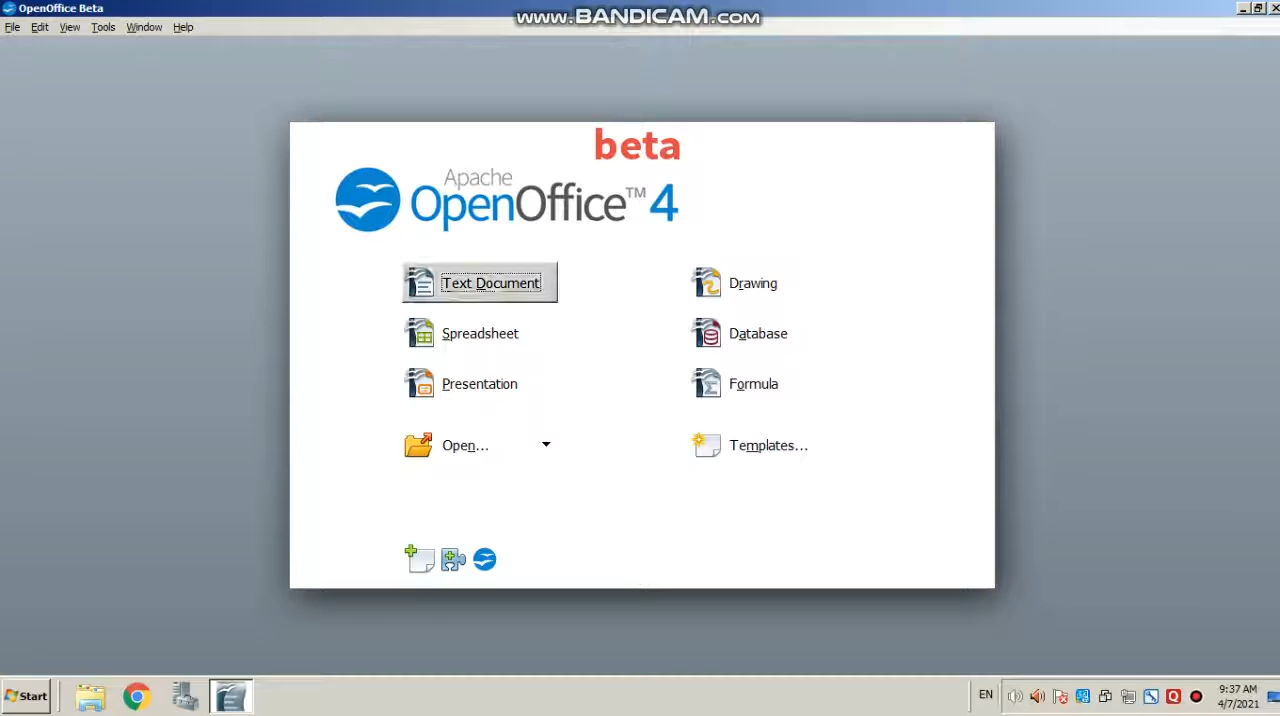 OpenOffice Beta
www.BANDICAM.com
File Edit View Tools Window Help
beta
Apache
OpenOffice™ 4
Text Document
Drawing
Spreadsheet
Database
Presentation
Formula
Open...
Templates...
Start
EN
9:37 AM
4/7/2021